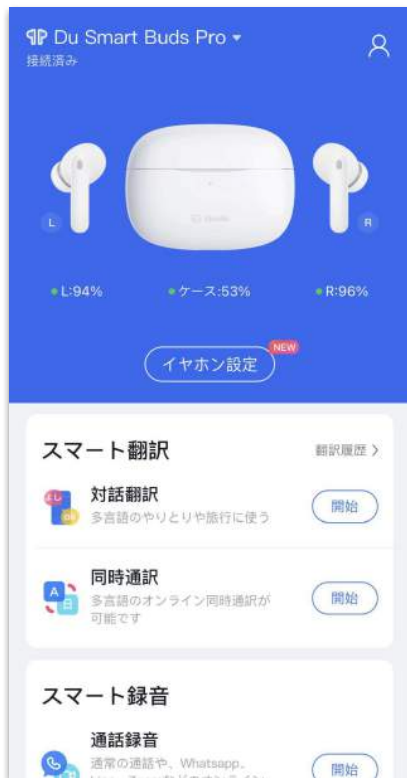 Du Smart Buds Pro
接続済み
L
R
L:94%
ケース:53%
R:96%
NEW
イヤホン設定
スマート翻訳
翻訳履歴 >
対話翻訳
多言語のやりとりや旅行に使う
開始
同時通訳
多言語のオンライン同時通訳が
可能です
開始
A
B
スマート録音
通話録音
通常の通話や、Whatsapp、
開始